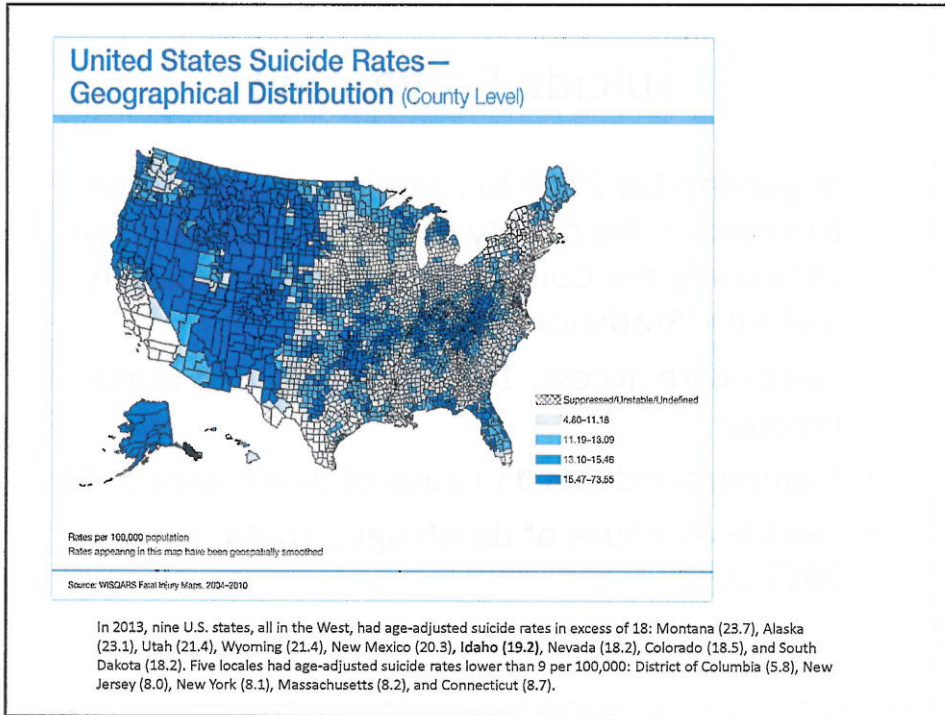 United States Suicide Rates—
Geographical Distribution (County Level)
Suppressed/Unstable/Undefined
4.80–11.18
11.19–13.09
13.10–15.46
15.47–73.55
Rates per 100,000 population
Rates appearing in this map have been geospatially smoothed
Source: WISQARS Fatal Injury Maps, 2004–2010
In 2013, nine U.S. states, all in the West, had age-adjusted suicide rates in excess of 18: Montana (23.7), Alaska
(23.1), Utah (21.4), Wyoming (21.4), New Mexico (20.3), Idaho (19.2), Nevada (18.2), Colorado (18.5), and South
Dakota (18.2). Five locales had age-adjusted suicide rates lower than 9 per 100,000: District of Columbia (5.8), New
Jersey (8.0), New York (8.1), Massachusetts (8.2), and Connecticut (8.7).